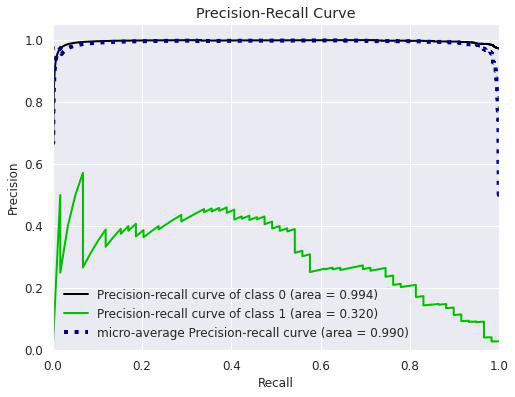 Precision-Recall Curve
1.0
0.8
0.6
0.4
0.2
0.0
Precision
Precision-recall curve of class 0 (area = 0.994)
Precision-recall curve of class 1 (area = 0.320)
micro-average Precision-recall curve (area = 0.990)
0.0 0.2 0.4 0.6 0.8 1.0
Recall